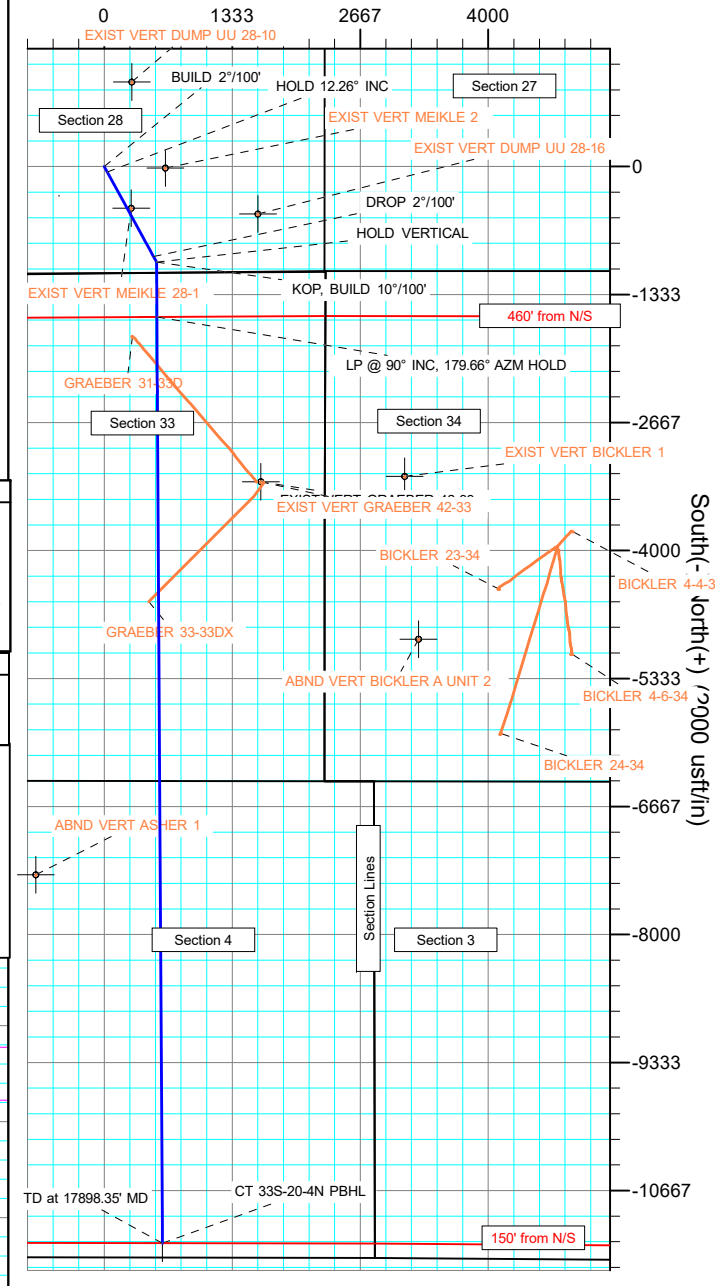 0 1333 2667 4000
EXIST VERT DUMP UU 28-10
BUILD 2°/100'
HOLD 12.26° INC
Section 27
Section 28
EXIST VERT MEIKLE 2
EXIST VERT DUMP UU 28-16
0
DROP 2°/100'
HOLD VERTICAL
EXIST VERT MEIKLE 28-1
KOP, BUILD 10°/100'
-1333
460' from N/S
LP @ 90° INC, 179.66° AZM HOLD
GRAEBER 31-33D
Section 33
Section 34
-2667
EXIST VERT BICKLER 1
EXIST VERT GRAEBER 42-33
South(-
North(+) (2000 usft/in)
-4000
BICKLER 23-34
BICKLER 4-4-3
GRAEBER 33-33DX
ABND VERT BICKLER A UNIT 2
-5333
BICKLER 4-6-34
BICKLER 24-34
-6667
ABND VERT ASHER 1
Section Lines
Section 4
Section 3
-8000
-9333
TD at 17898.35' MD
CT 33S-20-4N PBHL
-10667
150' from N/S